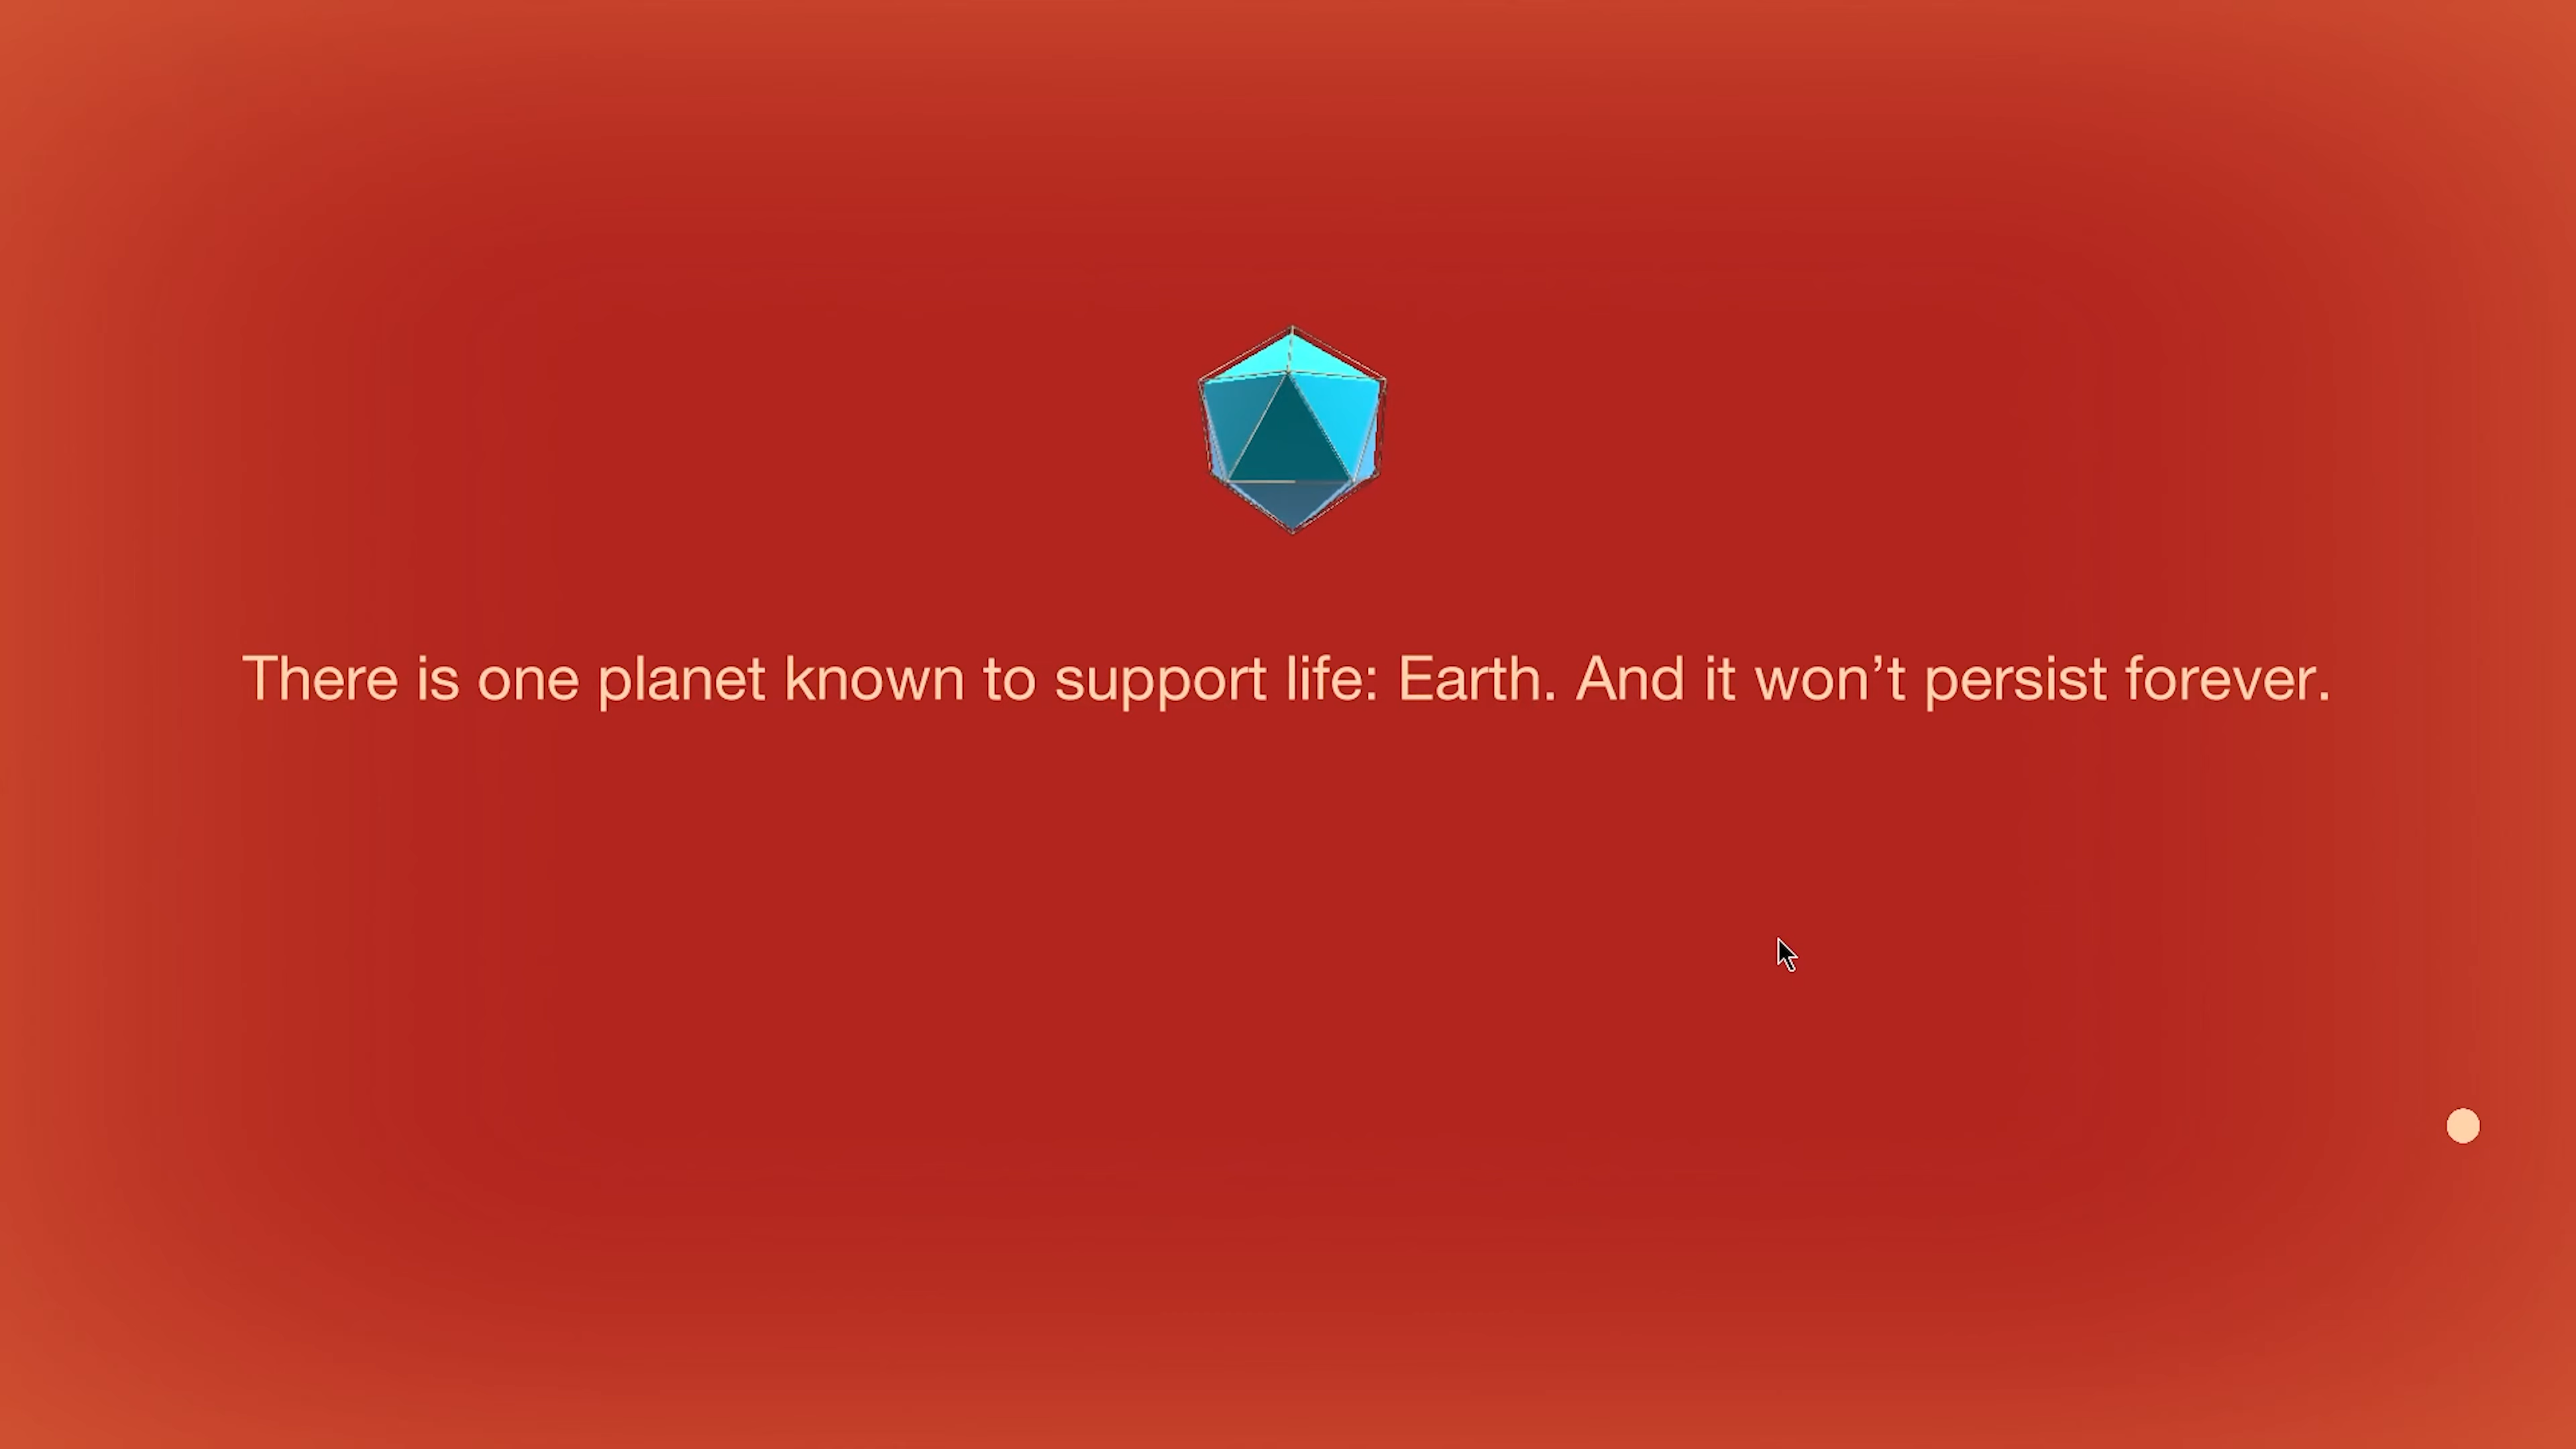 There is one planet known to support life: Earth. And it won’t persist forever.